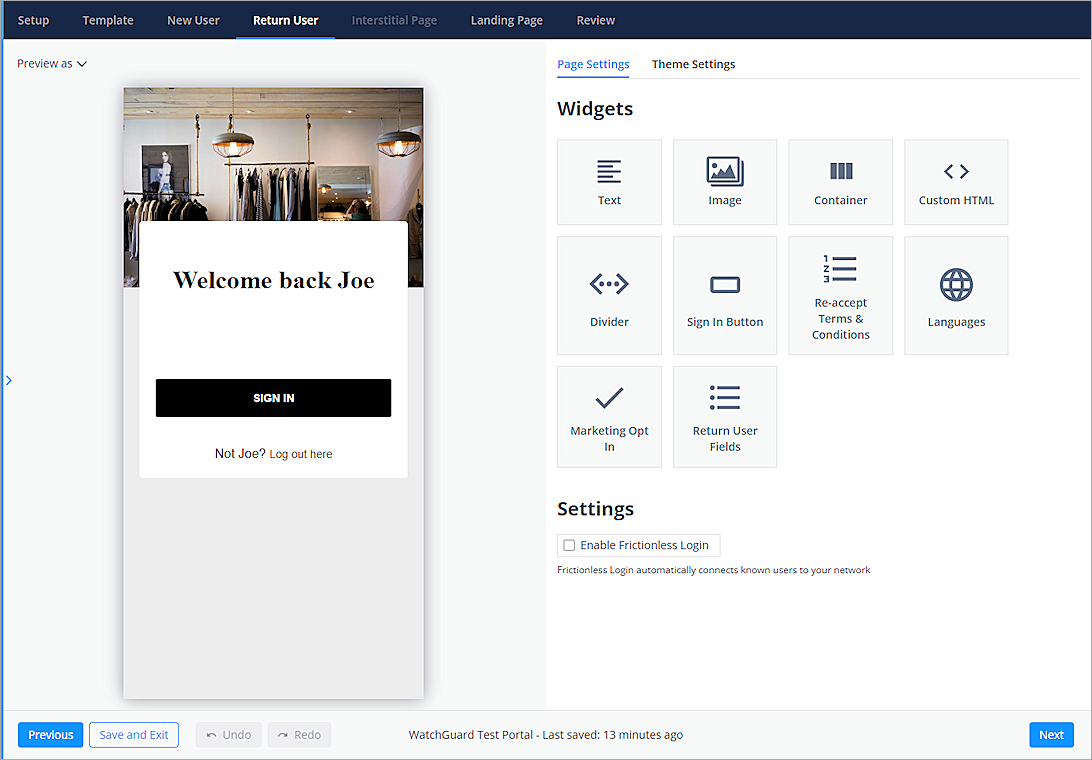 Setup Template New User Return User Interstitial Page Landing Page Review
Preview as
Page Settings Theme Settings
Welcome back Joe
SIGN IN
Not Joe? Log out here
Widgets
Text Image Container Custom HTML
Divider Sign In Button
1
2
3
Re-accept
Terms &
Conditions
Languages
Marketing Opt
In
Return User
Fields
Settings
Enable Frictionless Login
Frictionless Login automatically connects known users to your network
Previous Save and Exit Undo Redo WatchGuard Test Portal - Last saved: 13 minutes ago Next